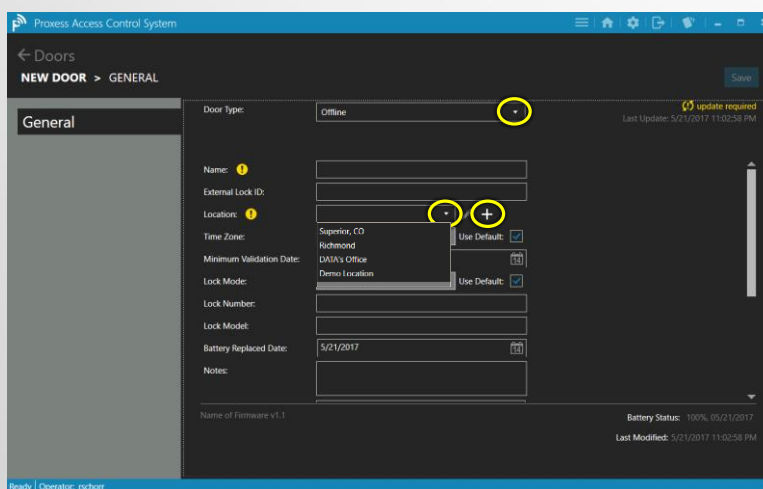 Proxess Access Control System
Doors
NEW DOOR > GENERAL
Save
General
Door Type: Offline
update required
Last Update: 5/21/2017 11:02:58 PM
Name:
External Lock ID:
Location:
Superior, CO
Time Zone: Use Default:
Richmond
Minimum Validation Date: 14
DATA's Office
Demo Location
Lock Mode: Use Default:
Lock Number:
Lock Model:
Battery Replaced Date: 5/21/2017 14
Notes:
Name of Firmware v1.1
Battery Status: 100%, 05/21/2017
Last Modified: 5/21/2017 11:02:58 PM
Ready Operator: rschorr